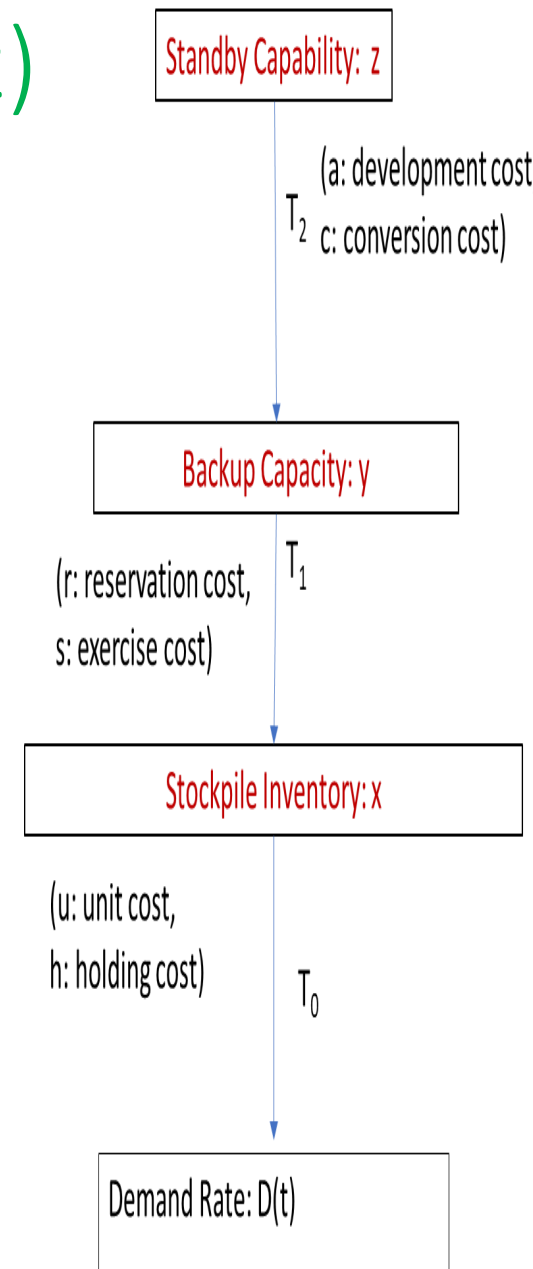 )
Standby Capability: z
(a: development cost
T₂
c: conversion cost)
Backup Capacity: y
T₁
(r: reservation cost,
s: exercise cost)
Stockpile Inventory: x
(u: unit cost,
h: holding cost)
T₀
Demand Rate: D(t)